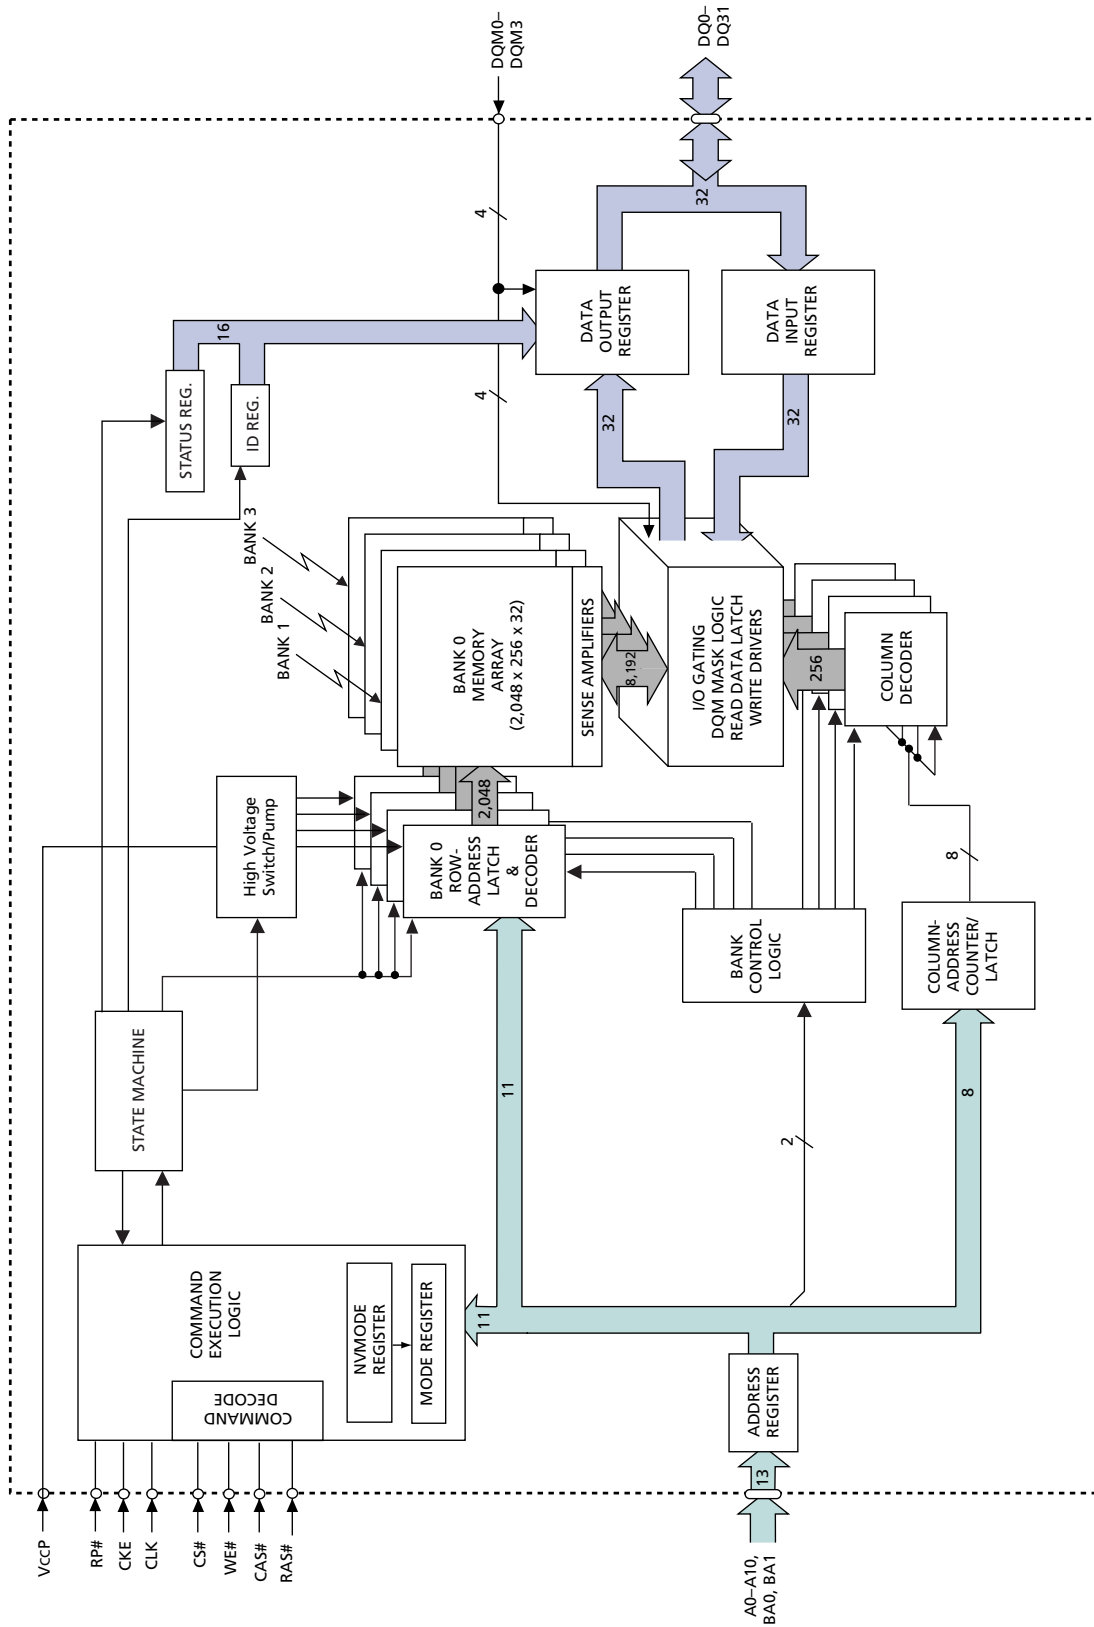 VCCP
RP#
CKE
CLK
CS#
WE#
CAS#
RAS#
COMMAND
DECODE
COMMAND
EXECUTION
LOGIC
NVMODE
REGISTER
MODE REGISTER
STATE MACHINE
High Voltage
Switch/Pump
STATUS REG.
ID REG.
16
BANK 3
BANK 2
BANK 1
BANK 0
ROW-
ADDRESS
LATCH
&
DECODER
2,048
BANK 0
MEMORY
ARRAY
(2,048 x 256 x 32)
SENSE AMPLIFIERS
8,192
I/O GATING
DQM MASK LOGIC
READ DATA LATCH
WRITE DRIVERS
256
COLUMN
DECODER
4
4
DQM0–
DQM3
DATA
OUTPUT
REGISTER
32
DATA
INPUT
REGISTER
32
32
DQ0–
DQ31
11
11
BANK
CONTROL
LOGIC
2
8
COLUMN-
ADDRESS
COUNTER/
LATCH
8
ADDRESS
REGISTER
13
A0–A10,
BA0, BA1